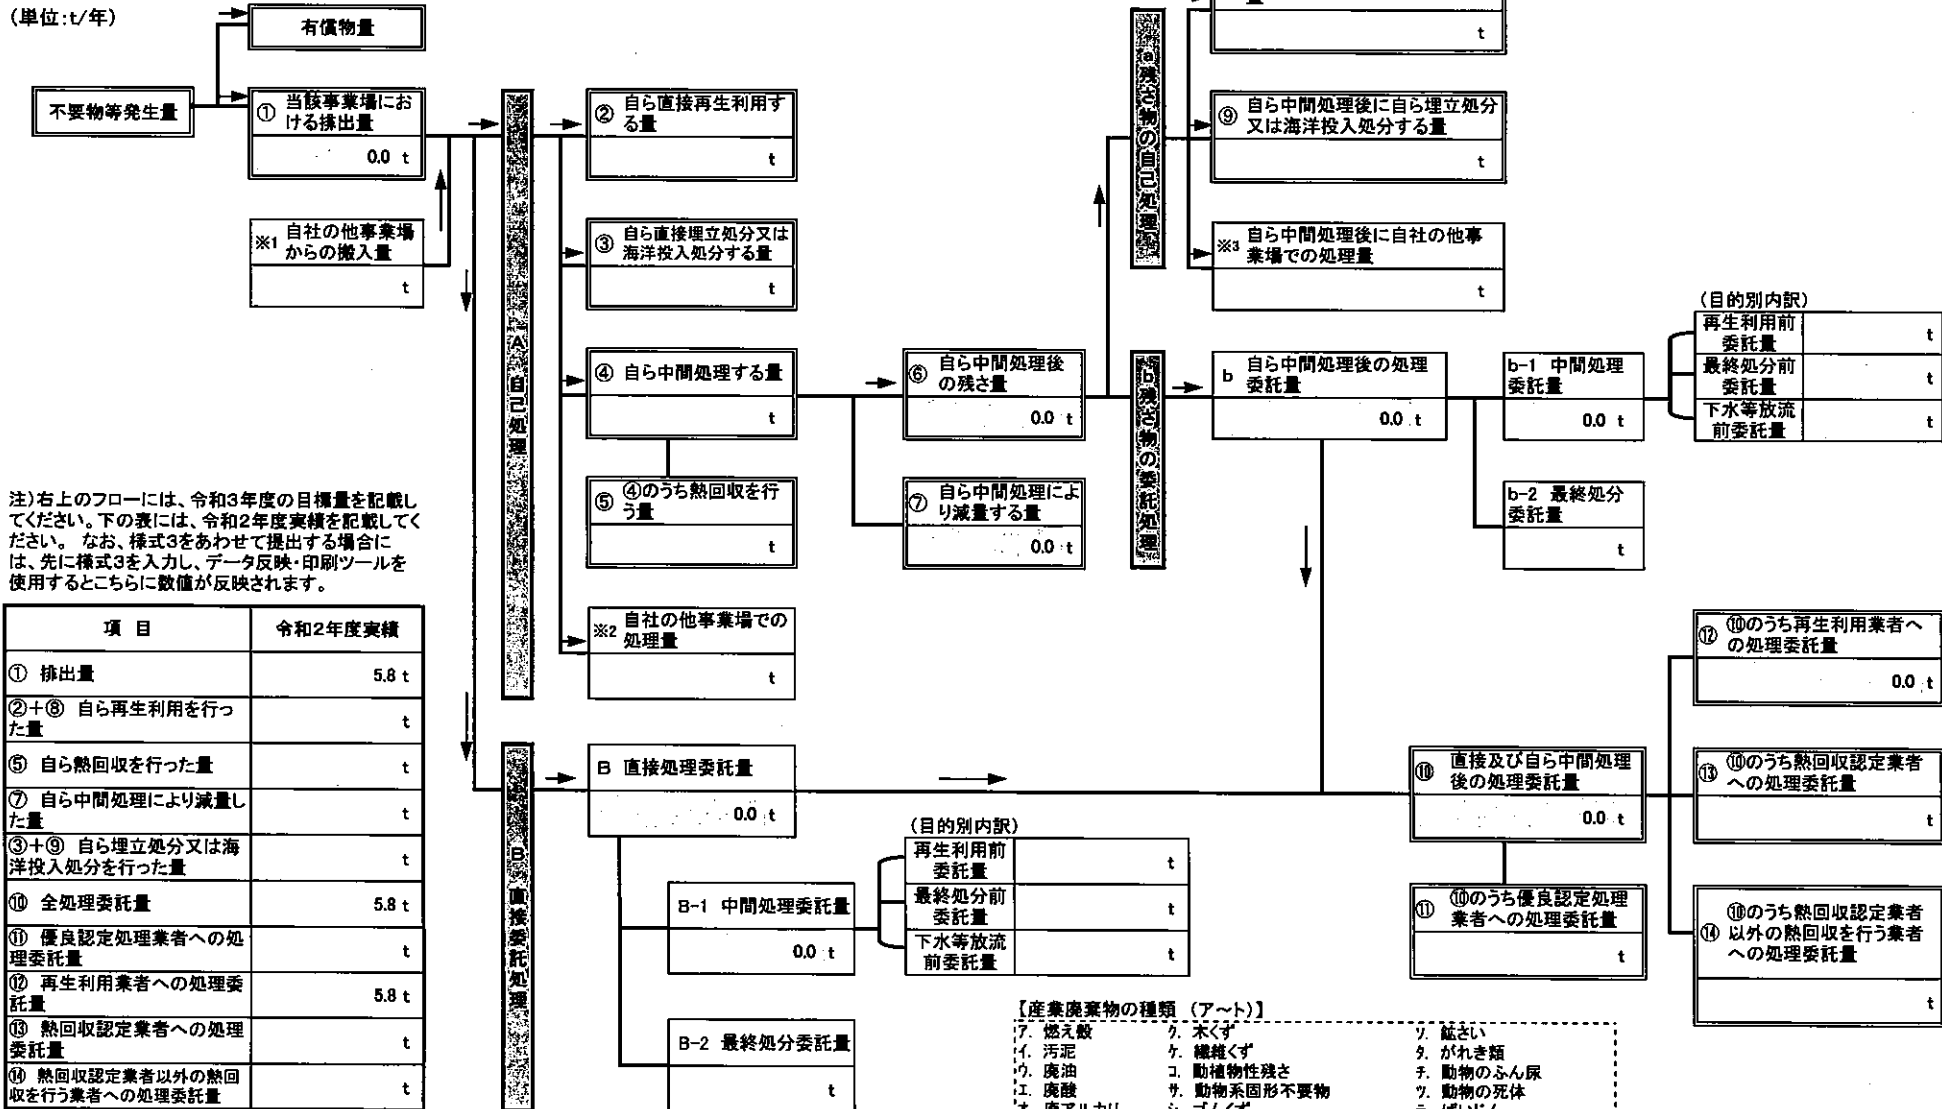 (単位:t/年)
有償物量
不要物等発生量
① 当該事業場にお
ける排出量
0.0 t
※1 自社の他事業場
からの搬入量
t
A 自己処理
② 自ら直接再生利用す
る量
t
③ 自ら直接埋立処分又は
海洋投入処分する量
t
④ 自ら中間処理する量
t
⑤ ④のうち熱回収を行
う量
t
※2 自社の他事業場での
処理量
t
⑥ 自ら中間処理後
の残さ量
0.0 t
⑦ 自ら中間処理によ
り減量する量
0.0 t
a 残さ物の自己処理
量
t
⑨ 自ら中間処理後に自ら埋立処分
又は海洋投入処分する量
t
※3 自ら中間処理後に自社の他事
業場での処理量
t
b 残さ物の委託処理
b 自ら中間処理後の処理
委託量
0.0 t
b-1 中間処理
委託量
0.0 t
b-2 最終処分
委託量
t
(目的別内訳)
再生利用前
委託量 t
最終処分前
委託量 t
下水等放流
前委託量 t
注)右上のフローには、令和3年度の目標量を記載し
てください。下の表には、令和2年度実績を記載してく
ださい。 なお、様式3をあわせて提出する場合に
は、先に様式3を入力し、データ反映・印刷ツールを
使用するとこちらに数値が反映されます。
項 目 令和2年度実績
① 排出量 5.8 t
②+⑧ 自ら再生利用を行っ
た量 t
⑤ 自ら熱回収を行った量 t
⑦ 自ら中間処理により減量し
た量 t
③+⑨ 自ら埋立処分又は海
洋投入処分を行った量 t
⑩ 全処理委託量 5.8 t
⑪ 優良認定処理業者への処
理委託量 t
⑫ 再生利用業者への処理委
託量 5.8 t
⑬ 熱回収認定業者への処理
委託量 t
⑭ 熱回収認定業者以外の熱回
収を行う業者への処理委託量 t
B 直接委託処理
B 直接処理委託量
0.0 t
B-1 中間処理委託量
0.0 t
B-2 最終処分委託量
t
(目的別内訳)
再生利用前
委託量 t
最終処分前
委託量 t
下水等放流
前委託量 t
⑩ 直接及び自ら中間処理
後の処理委託量
0.0 t
⑪ ⑩のうち優良認定処理
業者への処理委託量
t
⑫ ⑩のうち再生利用業者へ
の処理委託量
0.0 t
⑬ ⑩のうち熱回収認定業者
への処理委託量
t
⑭ ⑩のうち熱回収認定業者
以外の熱回収を行う業者
への処理委託量
t
【産業廃棄物の種類 (ア～ト)】
ア. 燃え殻 ク. 木くず ソ. 鉱さい
イ. 汚泥 ケ. 繊維くず タ. がれき類
ウ. 廃油 コ. 動植物性残さ チ. 動物のふん尿
エ. 廃酸 サ. 動物系固形不要物 ツ. 動物の死体
オ. 廃アルカリ シ. ゴムくず テ. ばいじん